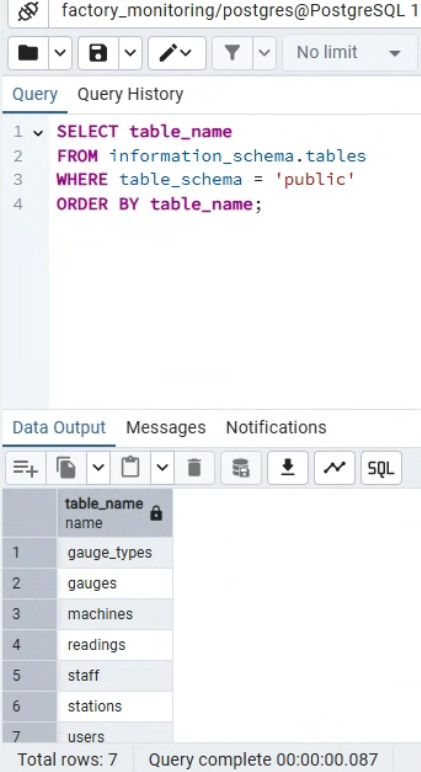 factory_monitoring/postgres@PostgreSQL 1
No limit
Query Query History
1 SELECT table_name
2 FROM information_schema.tables
3 WHERE table_schema = 'public'
4 ORDER BY table_name;
Data Output Messages Notifications
SQL
table_name
name
1 gauge_types
2 gauges
3 machines
4 readings
5 staff
6 stations
7 users
Total rows: 7 Query complete 00:00:00.087